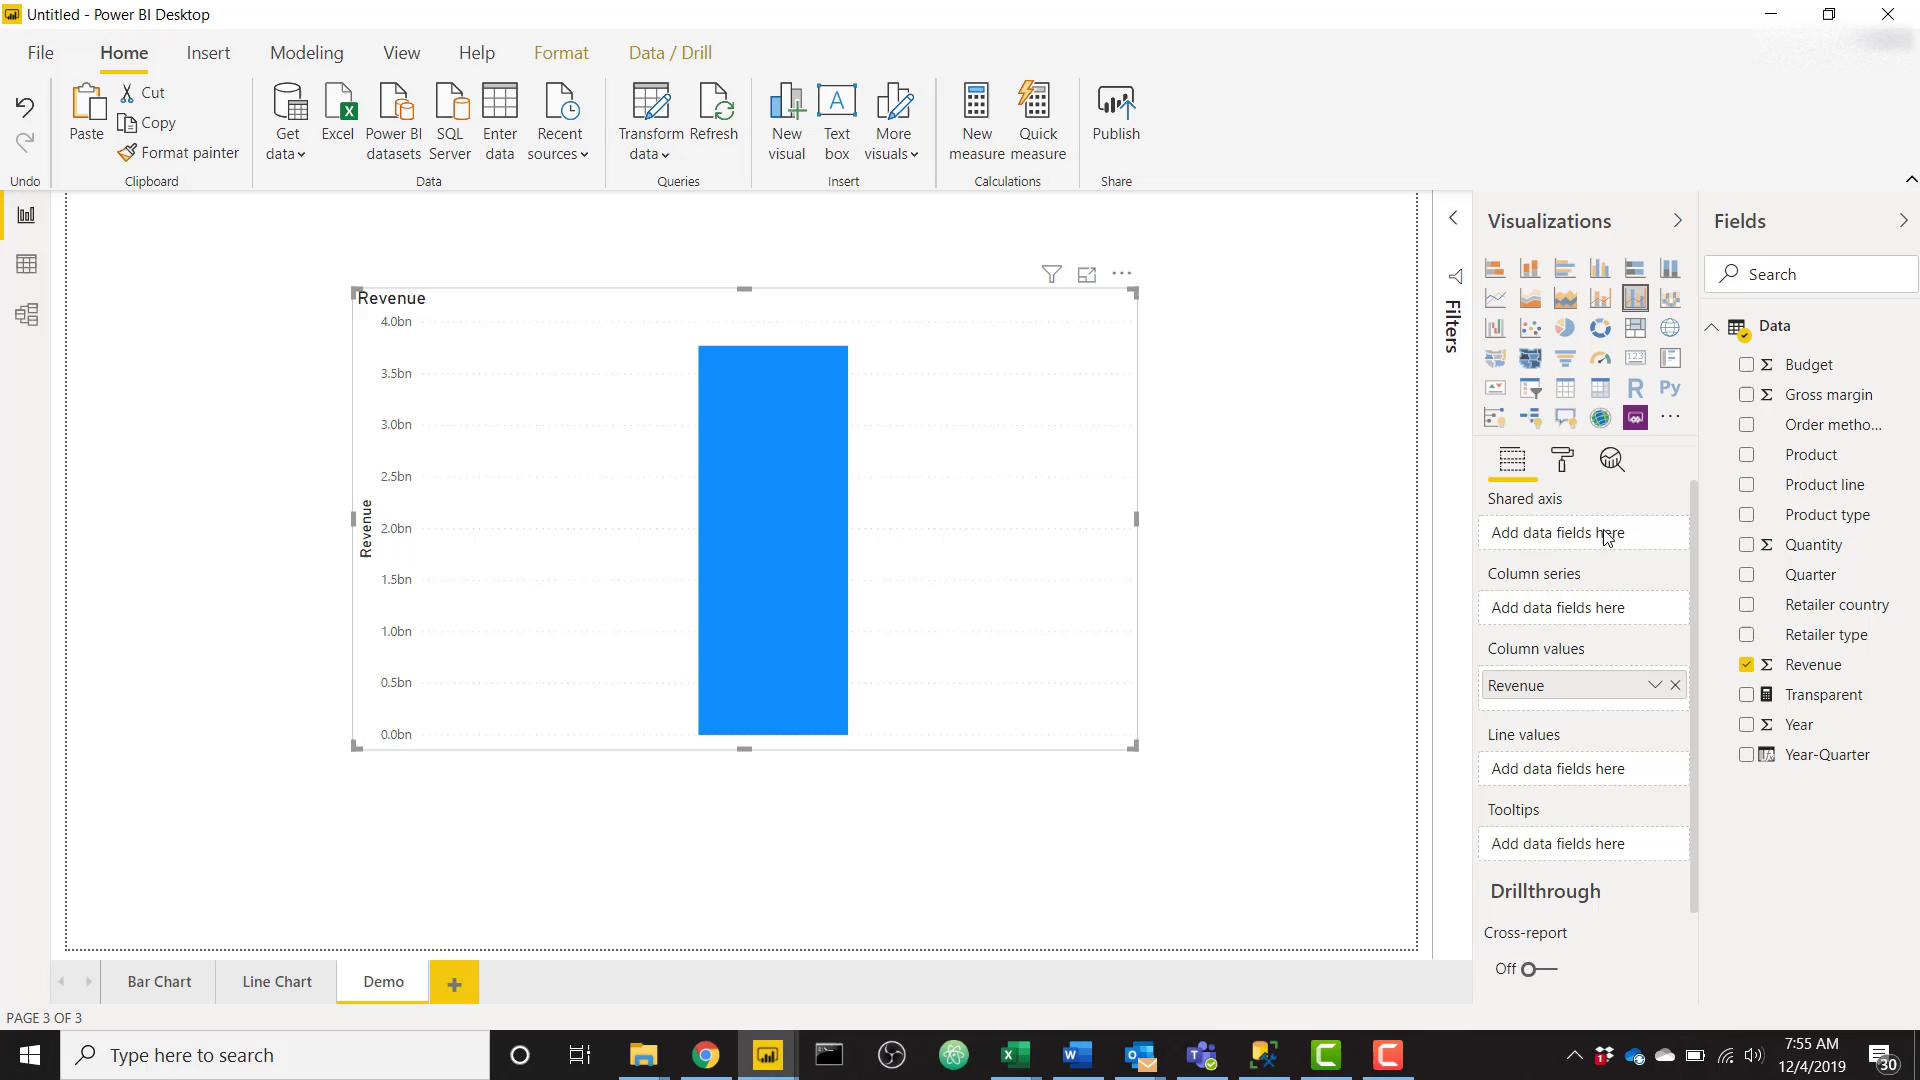 Untitled - Power BI Desktop
File Home Insert Modeling View Help Format Data / Drill
Paste
Cut
Copy
Format painter
Get data
Excel
Power BI datasets
SQL Server
Enter data
Recent sources
Transform data
Refresh
New visual
Text box
More visuals
New measure
Quick measure
Publish
Undo Clipboard Data Queries Insert Calculations Share
Revenue
4.0bn
3.5bn
3.0bn
2.5bn
2.0bn
1.5bn
1.0bn
0.5bn
0.0bn
Revenue
Filters
Visualizations
R Py
123
Shared axis
Add data fields here
Column series
Add data fields here
Column values
Revenue
Line values
Add data fields here
Tooltips
Add data fields here
Drillthrough
Cross-report
Off
Fields
Search
Data
Budget
Gross margin
Order metho...
Product
Product line
Product type
Quantity
Quarter
Retailer country
Retailer type
Revenue
Transparent
Year
Year-Quarter
Bar Chart Line Chart Demo
PAGE 3 OF 3
Type here to search
7:55 AM
12/4/2019
30